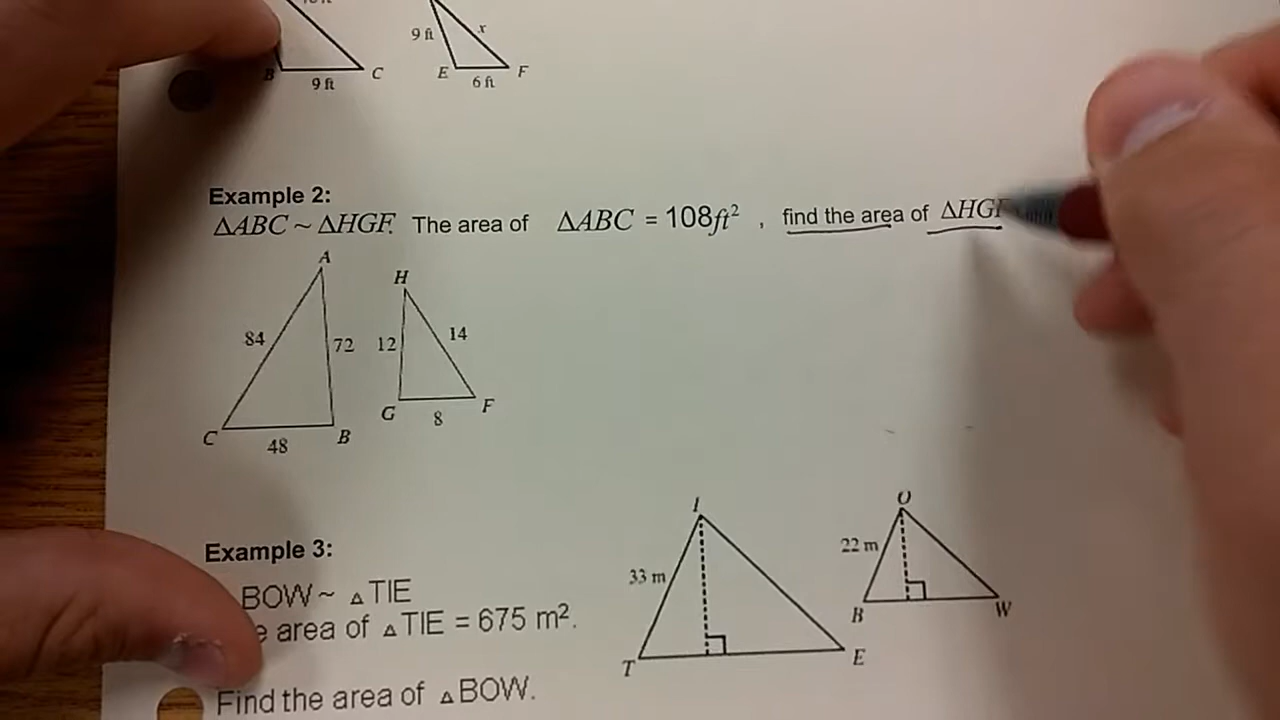 9 ft x
B 9 ft C E 6 ft F
Example 2:
ΔABC ~ ΔHGF. The area of ΔABC = 108ft² , find the area of ΔHGF
A
H
84 72 12 14
G 8 F
C 48 B
I O
22 m
Example 3:
33 m
BOW ~ △TIE
B W
area of △TIE = 675 m².
T E
Find the area of △BOW.